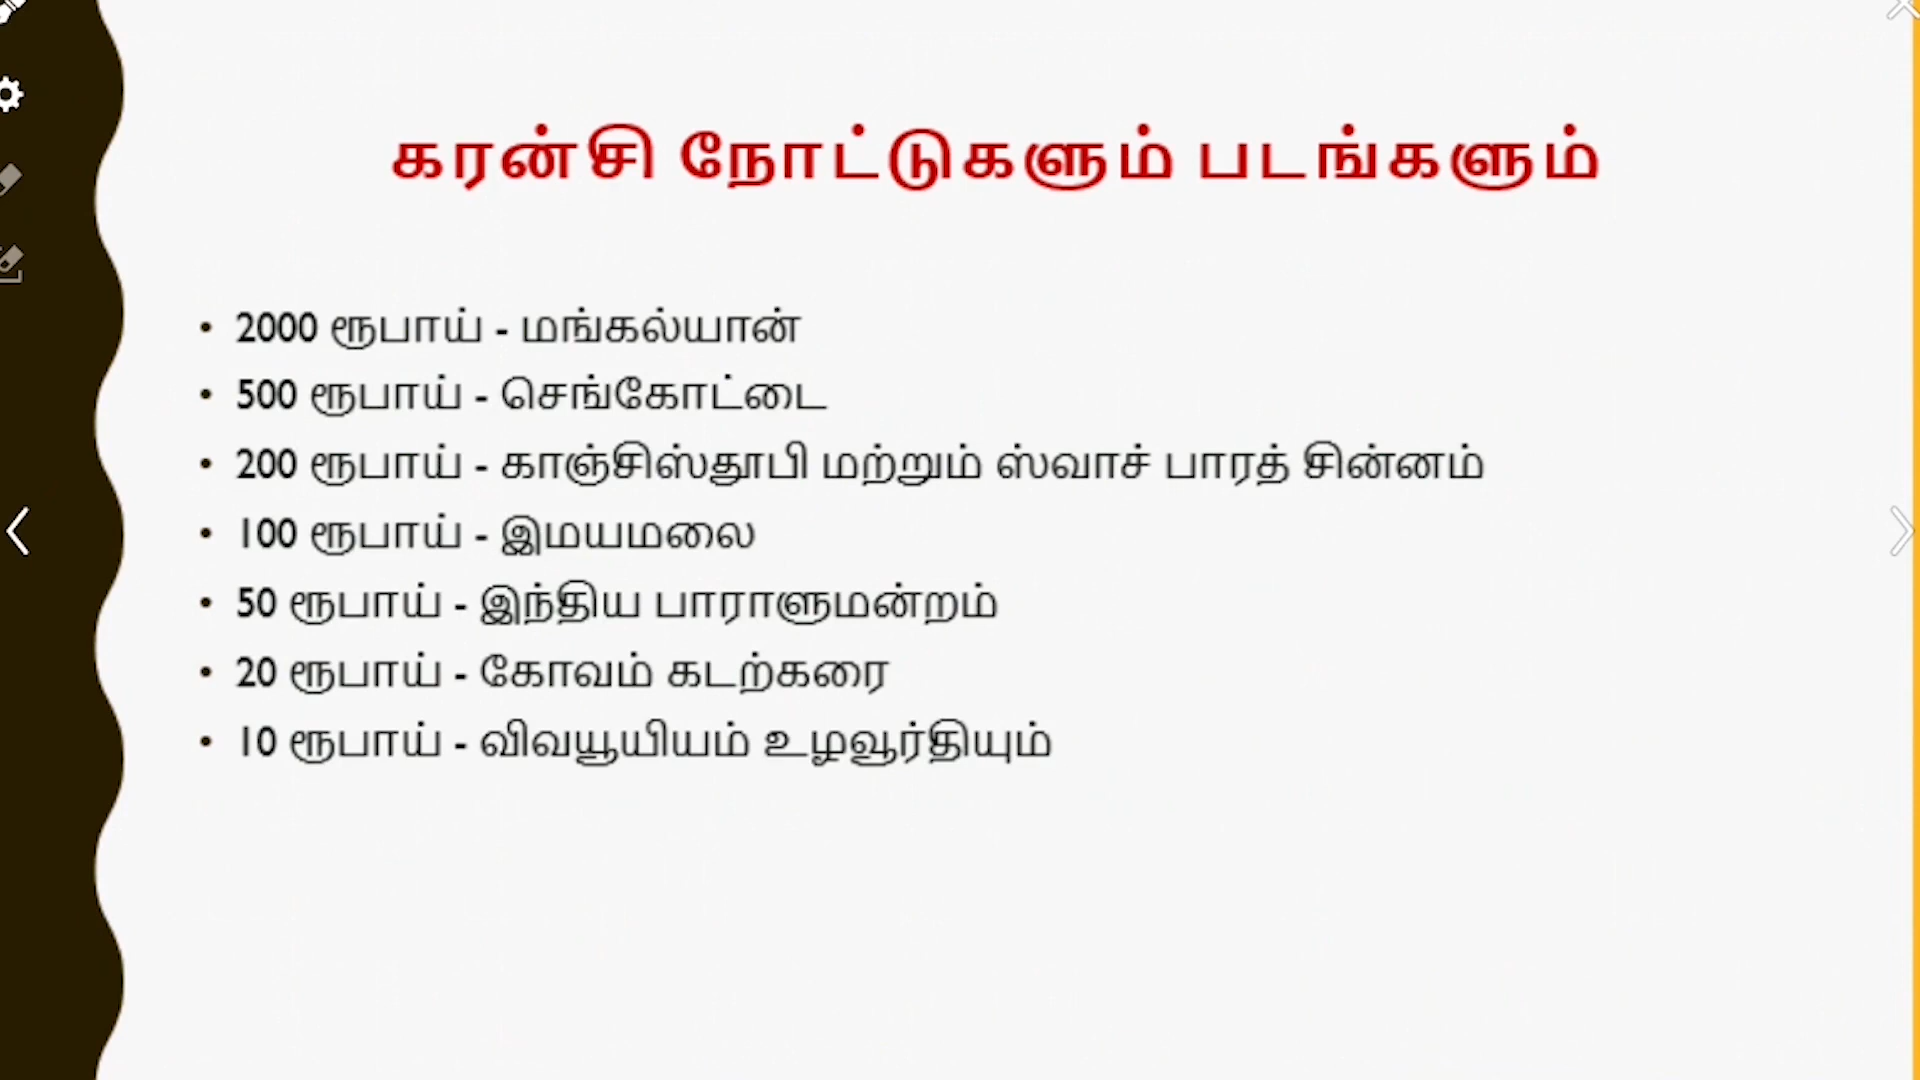 கரன்சி நோட்டுகளும் படங்களும்
• 2000 ரூபாய் - மங்கல்யான்
• 500 ரூபாய் - செங்கோட்டை
• 200 ரூபாய் - காஞ்சிஸ்தூபி மற்றும் ஸ்வாச் பாரத் சின்னம்
• 100 ரூபாய் - இமயமலை
• 50 ரூபாய் - இந்திய பாராளுமன்றம்
• 20 ரூபாய் - கோவம் கடற்கரை
• 10 ரூபாய் - விவயூயியம் உழவூர்தியும்